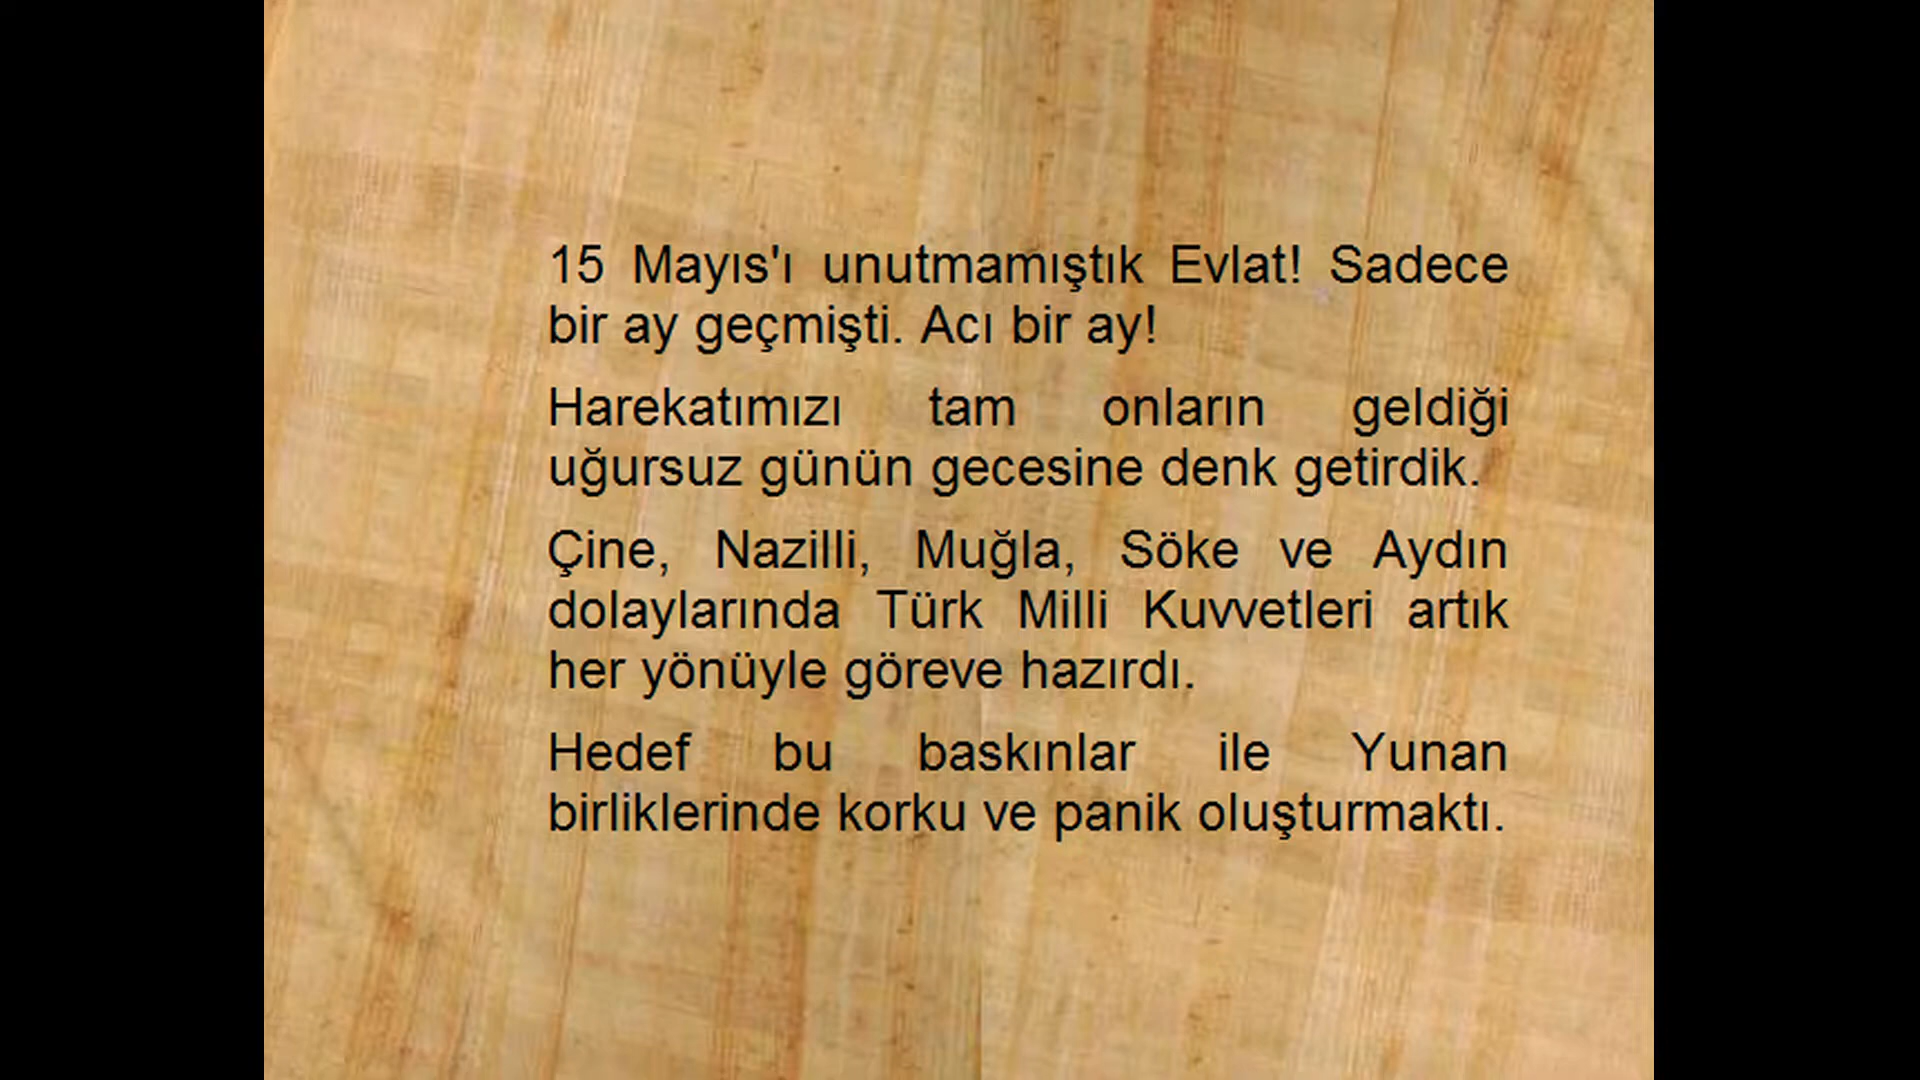 15 Mayıs'ı unutmamıştık Evlat! Sadece
bir ay geçmişti. Acı bir ay!
Harekatımızı tam onların geldiği
uğursuz günün gecesine denk getirdik.
Çine, Nazilli, Muğla, Söke ve Aydın
dolaylarında Türk Milli Kuvvetleri artık
her yönüyle göreve hazırdı.
Hedef bu baskınlar ile Yunan
birliklerinde korku ve panik oluşturmaktı.